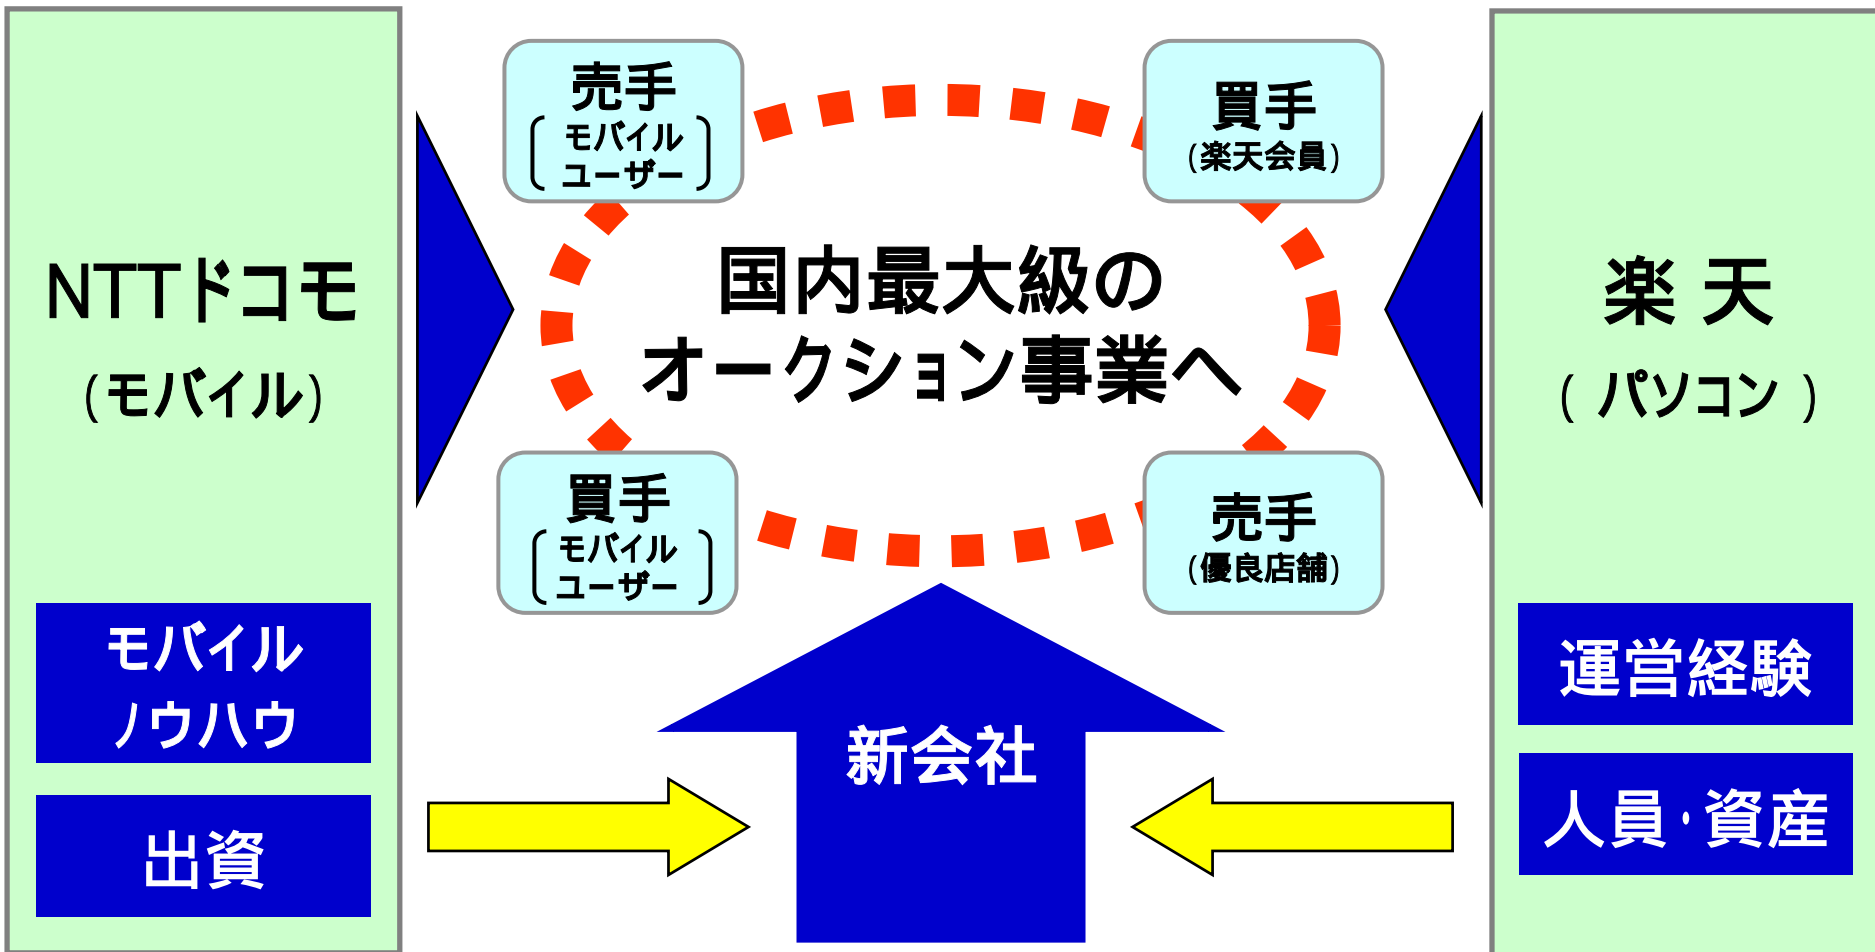 NTTドコモ
(モバイル)
モバイル
ノウハウ
出資
売手
モバイル
ユーザー
買手
(楽天会員)
国内最大級の
オークション事業へ
買手
モバイル
ユーザー
売手
(優良店舗)
新会社
楽 天
( パソコン )
運営経験
人員・資産